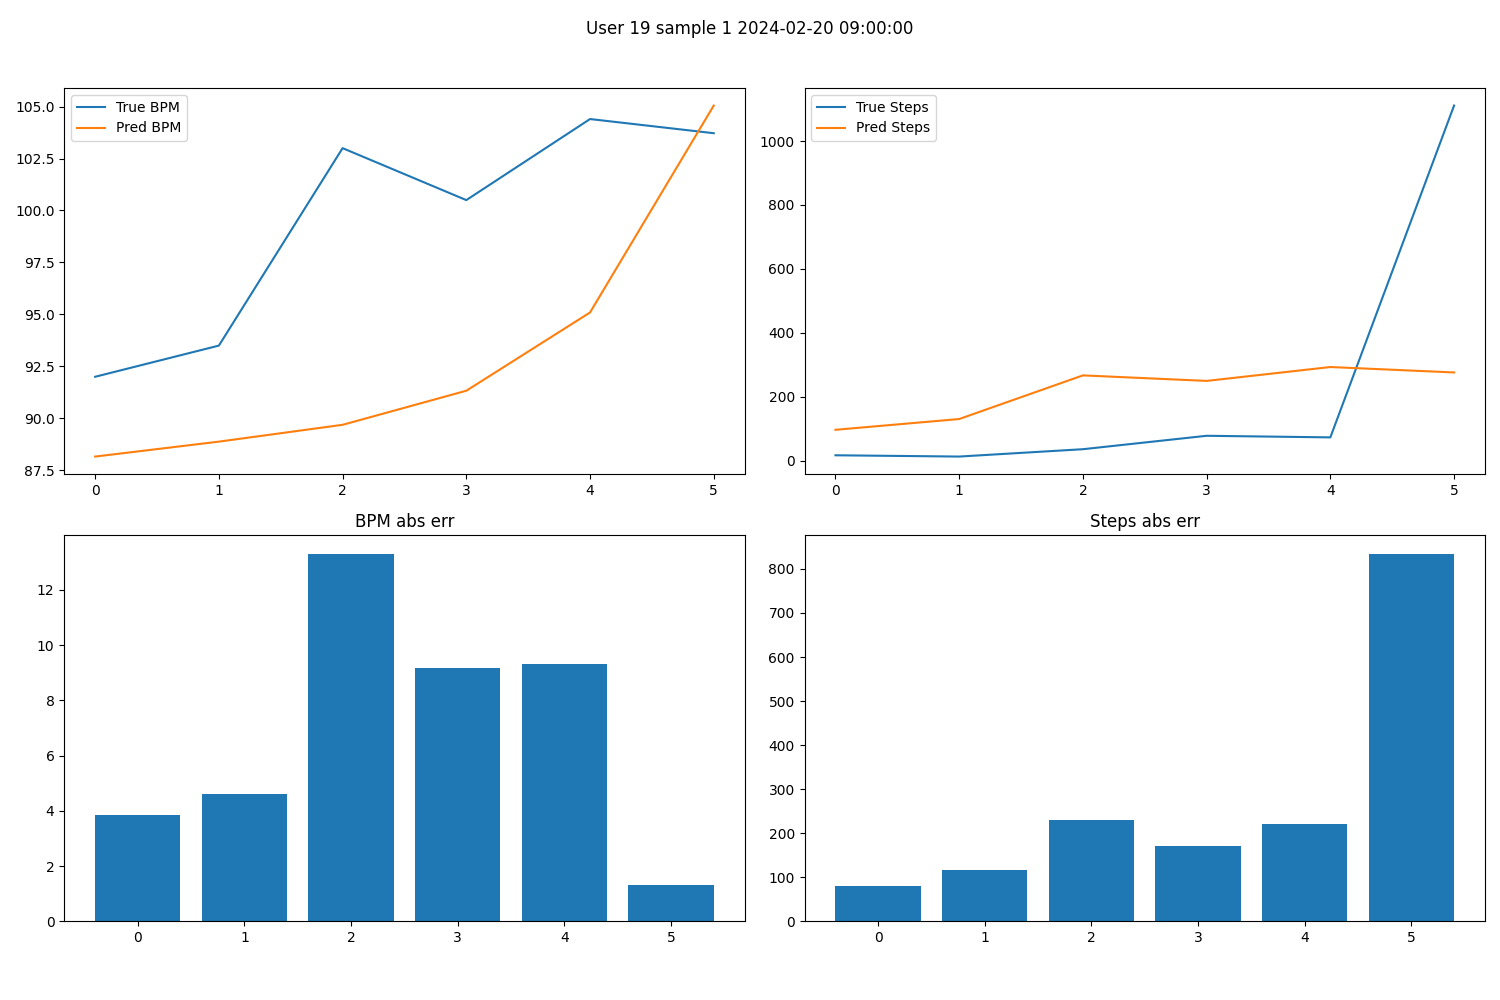 User 19 sample 1 2024-02-20 09:00:00
True BPM
Pred BPM
105.0
102.5
100.0
97.5
95.0
92.5
90.0
87.5
0 1 2 3 4 5
True Steps
Pred Steps
1000
800
600
400
200
0
0 1 2 3 4 5
BPM abs err
12
10
8
6
4
2
0
0 1 2 3 4 5
Steps abs err
800
700
600
500
400
300
200
100
0
0 1 2 3 4 5